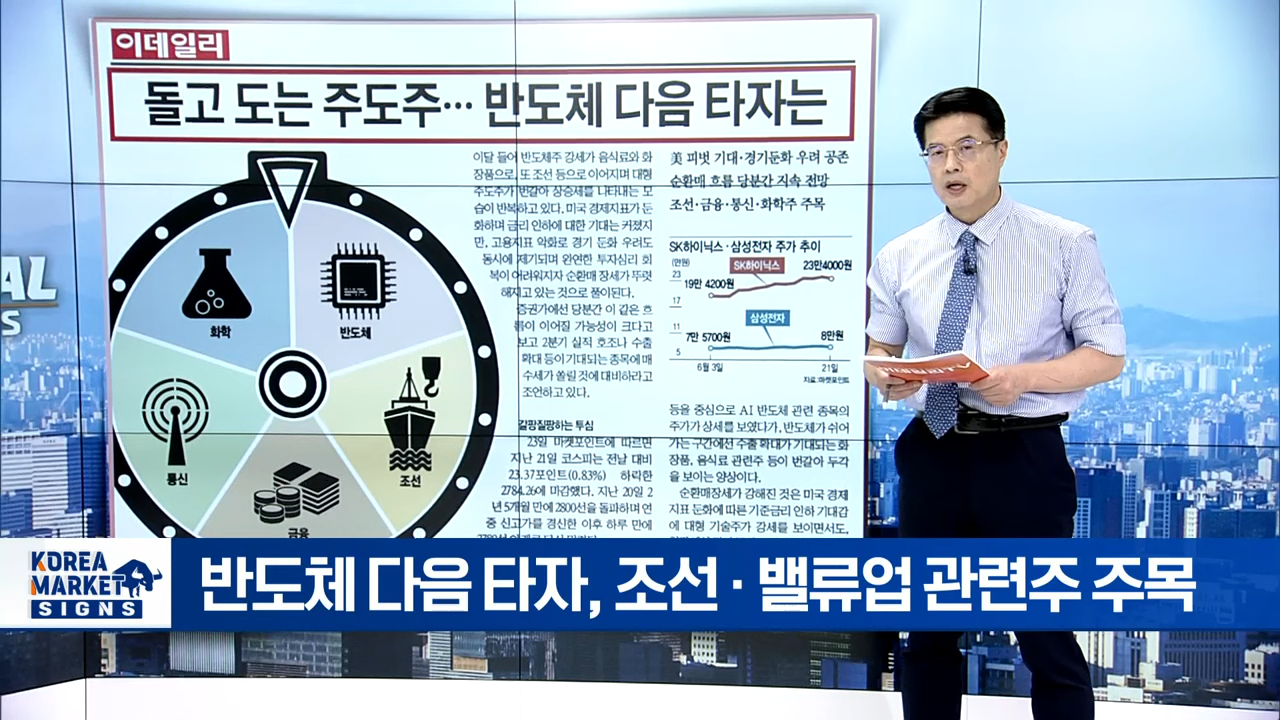 이데일리
돌고 도는 주도주… 반도체 다음 타자는
화학
반도체
통신
조선
금융
이달 들어 반도체주 강세가 음식료와 화
장품으로, 또 조선 등으로 이어지며 대형
주도주가 번갈아 상승세를 나타내는 모
습이 반복하고 있다. 미국 경제지표가 둔
화하며 금리 인하에 대한 기대는 커졌지
만, 고용지표 악화로 경기 둔화 우려도
동시에 제기되며 완연한 투자심리 회
복이 어려워지자 순환매 장세가 뚜렷
해지고 있는 것으로 풀이된다.
증권가에선 당분간 이 같은 흐
름이 이어질 가능성이 크다고
보고 2분기 실적 호조나 수출
확대 등이 기대되는 종목에 매
수세가 쏠릴 것에 대비하라고
조언하고 있다.
갈팡질팡하는 투심
23일 마켓포인트에 따르면
지난 21일 코스피는 전날 대비
23.37포인트(0.83%) 하락한
2784.26에 마감했다. 지난 20일 2
년 5개월 만에 2800선을 돌파하며 연
중 신고가를 경신한 이후 하루 만에
美 피벗 기대·경기둔화 우려 공존
순환매 흐름 당분간 지속 전망
조선·금융·통신·화학주 주목
SK하이닉스·삼성전자 주가 추이
(만원)
23
17
11
5
SK하이닉스
19만 4200원
23만4000원
삼성전자
7만 5700원
8만원
6월 3일
21일
자료:마켓포인트
등을 중심으로 AI 반도체 관련 종목의
주가가 상세를 보였다가, 반도체가 쉬어
가는 구간에선 수출 확대가 기대되는 화
장품, 음식료 관련주 등이 번갈아 두각
을 보이는 양상이다.
순환매장세가 강해진 것은 미국 경제
지표 둔화에 따른 기준금리 인하 기대감
에 대형 기술주가 강세를 보이면서도,
AL
S
KOREA
MARKET
SIGNS
반도체 다음 타자, 조선·밸류업 관련주 주목